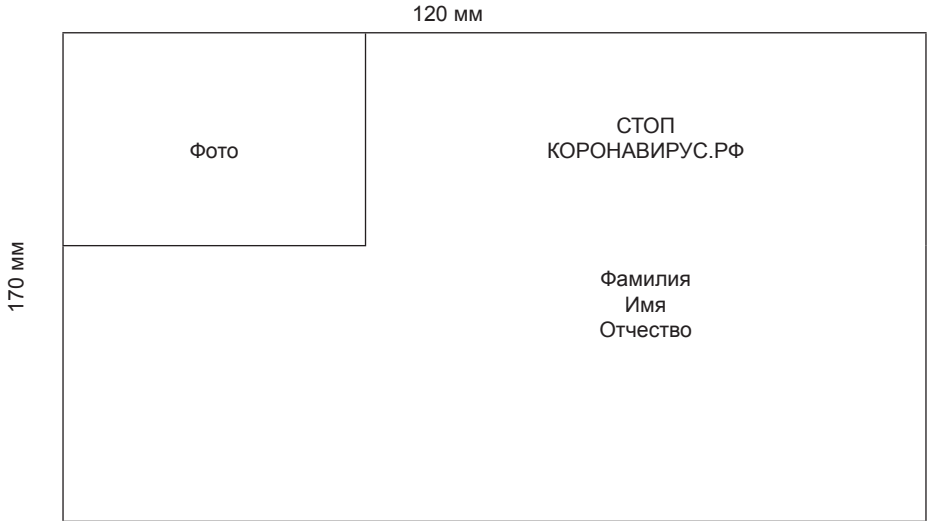 120 мм
Фото
СТОП
КОРОНАВИРУС.РФ
170 мм
Фамилия
Имя
Отчество